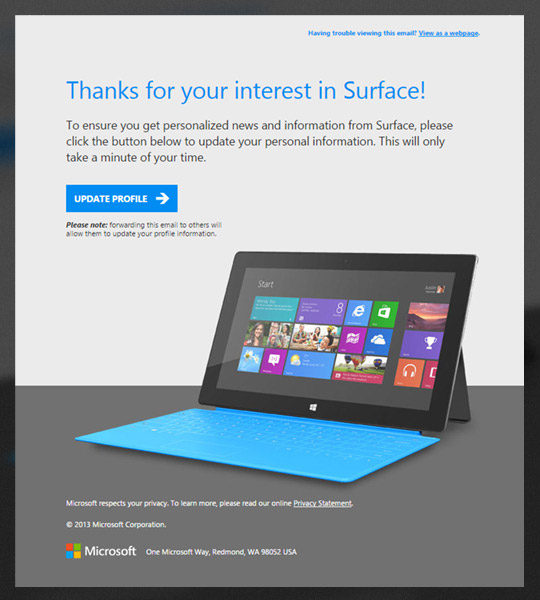 Having trouble viewing this email? View as a webpage.
Thanks for your interest in Surface!
To ensure you get personalized news and information from Surface, please
click the button below to update your personal information. This will only
take a minute of your time.
UPDATE PROFILE
Please note: forwarding this email to others will
allow them to update your profile information.
Start
8
Microsoft respects your privacy. To learn more, please read our online Privacy Statement.
© 2013 Microsoft Corporation.
Microsoft One Microsoft Way, Redmond, WA 98052 USA